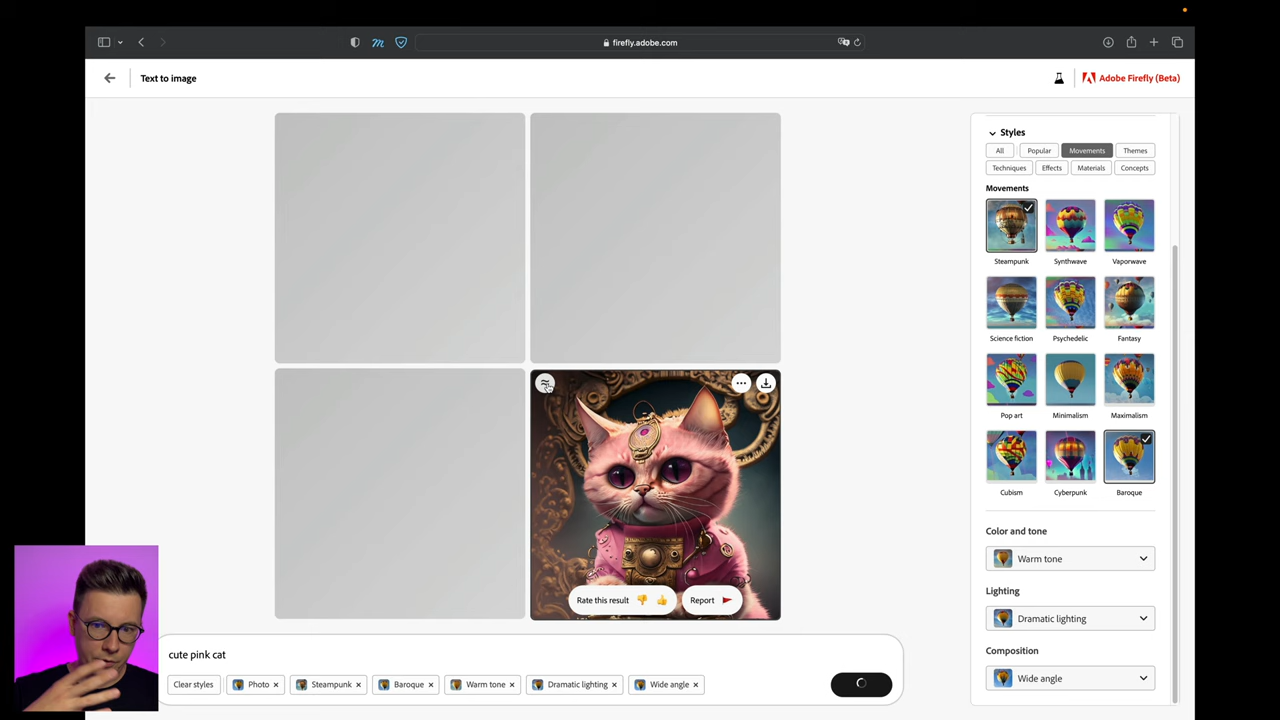 firefly.adobe.com
Text to image
Adobe Firefly (Beta)
Styles
All
Popular
Movements
Themes
Techniques
Effects
Materials
Concepts
Movements
Steampunk
Synthwave
Vaporwave
Science fiction
Psychedelic
Fantasy
Pop art
Minimalism
Maximalism
Cubism
Cyberpunk
Baroque
Color and tone
Warm tone
Lighting
Dramatic lighting
Composition
Wide angle
Rate this result
Report
cute pink cat
Clear styles
Photo
Steampunk
Baroque
Warm tone
Dramatic lighting
Wide angle